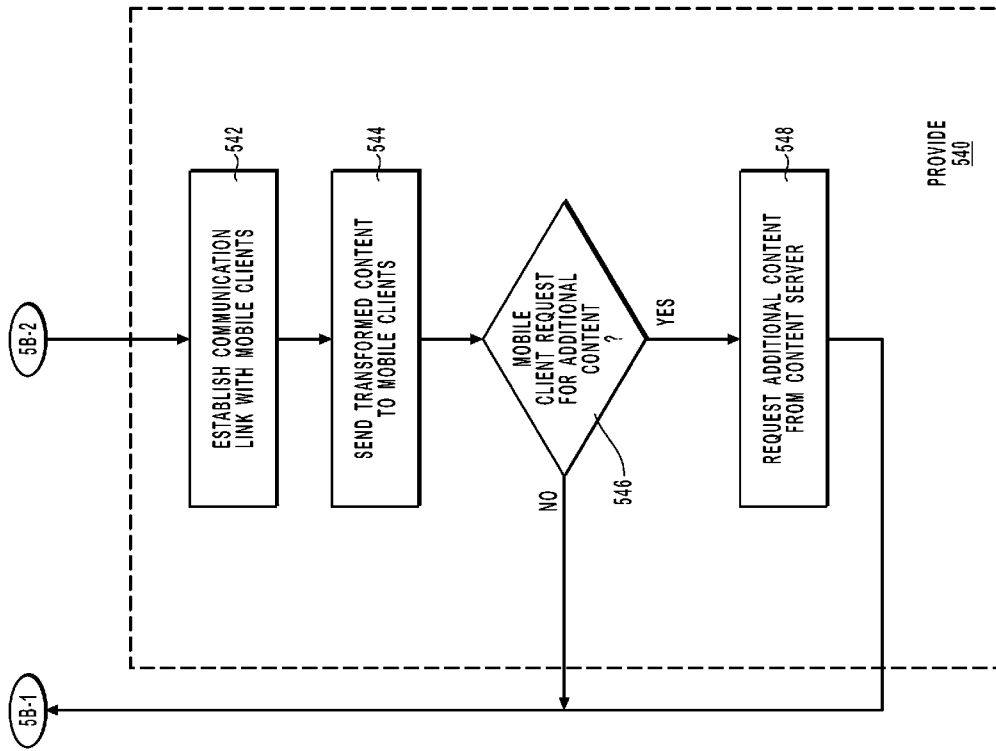 5B-2
5B-1
ESTABLISH COMMUNICATION
LINK WITH MOBILE CLIENTS
542
SEND TRANSFORMED CONTENT
TO MOBILE CLIENTS
544
MOBILE
CLIENT REQUEST
FOR ADDITIONAL
CONTENT
?
546
NO
YES
REQUEST ADDITIONAL CONTENT
FROM CONTENT SERVER
548
PROVIDE
540